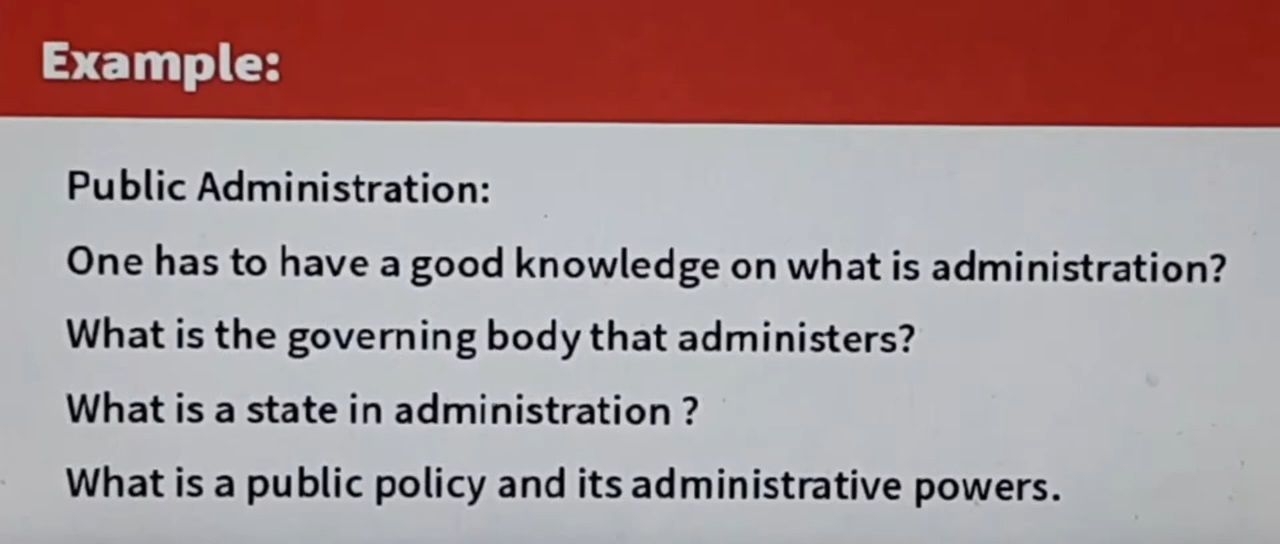 Example:
Public Administration:
One has to have a good knowledge on what is administration?
What is the governing body that administers?
What is a state in administration ?
What is a public policy and its administrative powers.